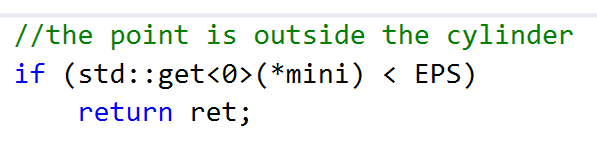 //the point is outside the cylinder
if (std::get<0>(*mini) < EPS)
return ret;